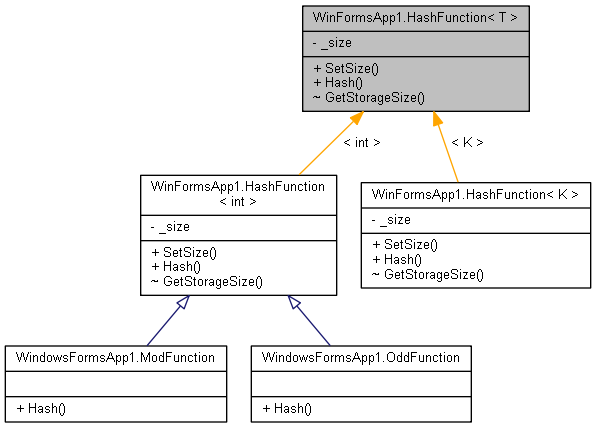 WinFormsApp1.HashFunction< T >
- _size
+ SetSize()
+ Hash()
~ GetStorageSize()
< int >
< K >
WinFormsApp1.HashFunction
< int >
- _size
+ SetSize()
+ Hash()
~ GetStorageSize()
WinFormsApp1.HashFunction< K >
- _size
+ SetSize()
+ Hash()
~ GetStorageSize()
WindowsFormsApp1.ModFunction
+ Hash()
WindowsFormsApp1.OddFunction
+ Hash()